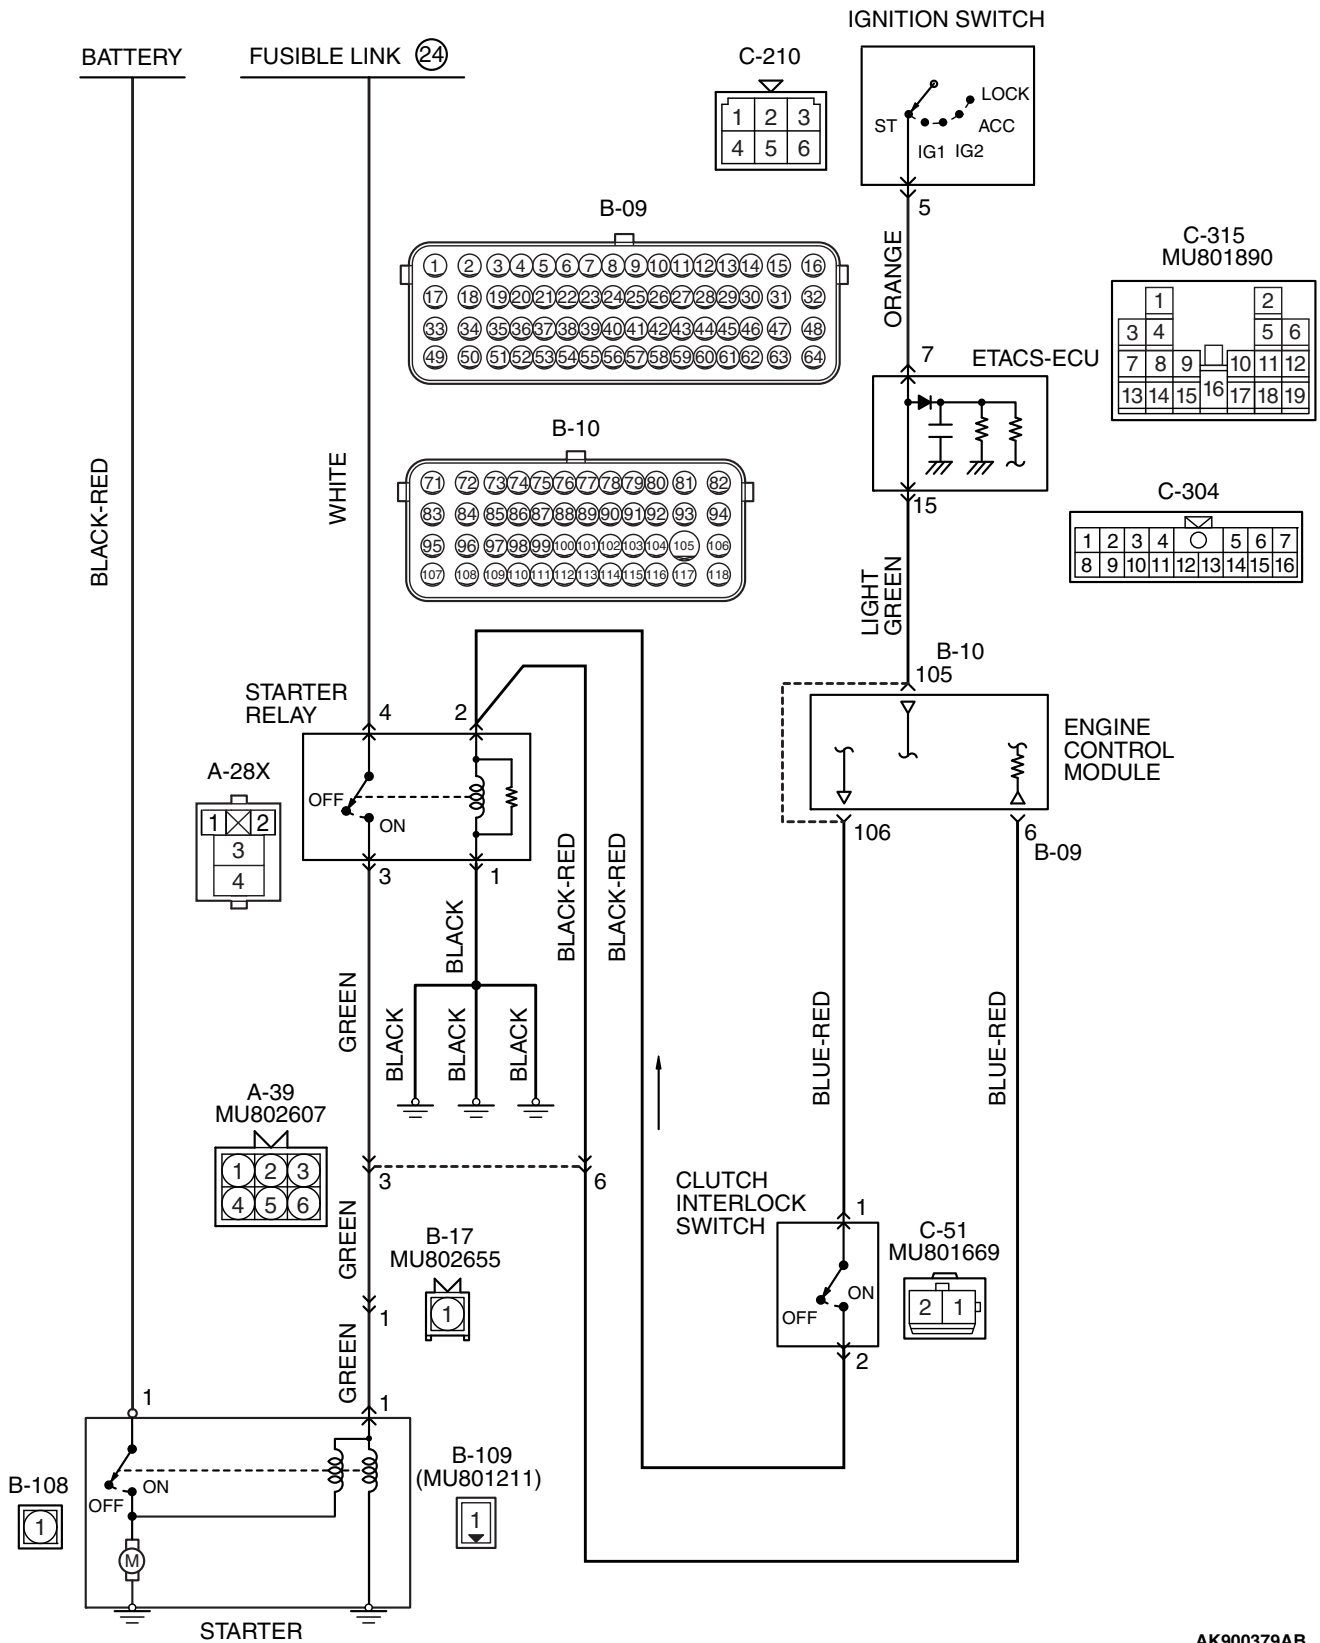 IGNITION SWITCH
BATTERY
FUSIBLE LINK 24
C-210
1 2 3
4 5 6
LOCK
ST
ACC
IG1 IG2
5
B-09
1 2 3 4 5 6 7 8 9 10 11 12 13 14 15 16
17 18 19 20 21 22 23 24 25 26 27 28 29 30 31 32
33 34 35 36 37 38 39 40 41 42 43 44 45 46 47 48
49 50 51 52 53 54 55 56 57 58 59 60 61 62 63 64
ORANGE
C-315
MU801890
1 2
3 4 5 6
7 8 9 10 11 12
13 14 15 16 17 18 19
7
ETACS-ECU
15
B-10
71 72 73 74 75 76 77 78 79 80 81 82
83 84 85 86 87 88 89 90 91 92 93 94
95 96 97 98 99 100 101 102 103 104 105 106
107 108 109 110 111 112 113 114 115 116 117 118
BLACK-RED
WHITE
C-304
1 2 3 4 5 6 7
8 9 10 11 12 13 14 15 16
LIGHT
GREEN
B-10
105
STARTER
RELAY
4
2
OFF
ON
3
1
A-28X
1 2
3
4
ENGINE
CONTROL
MODULE
106
6
B-09
BLACK
BLACK-RED
BLACK-RED
GREEN
BLACK
BLACK
BLACK
BLUE-RED
BLUE-RED
A-39
MU802607
1 2 3
4 5 6
3
6
CLUTCH
INTERLOCK
SWITCH
1
ON
OFF
2
C-51
MU801669
2 1
GREEN
B-17
MU802655
1
1
GREEN
1
1
B-108
1
ON
OFF
M
B-109
(MU801211)
1
STARTER
AK900379AB